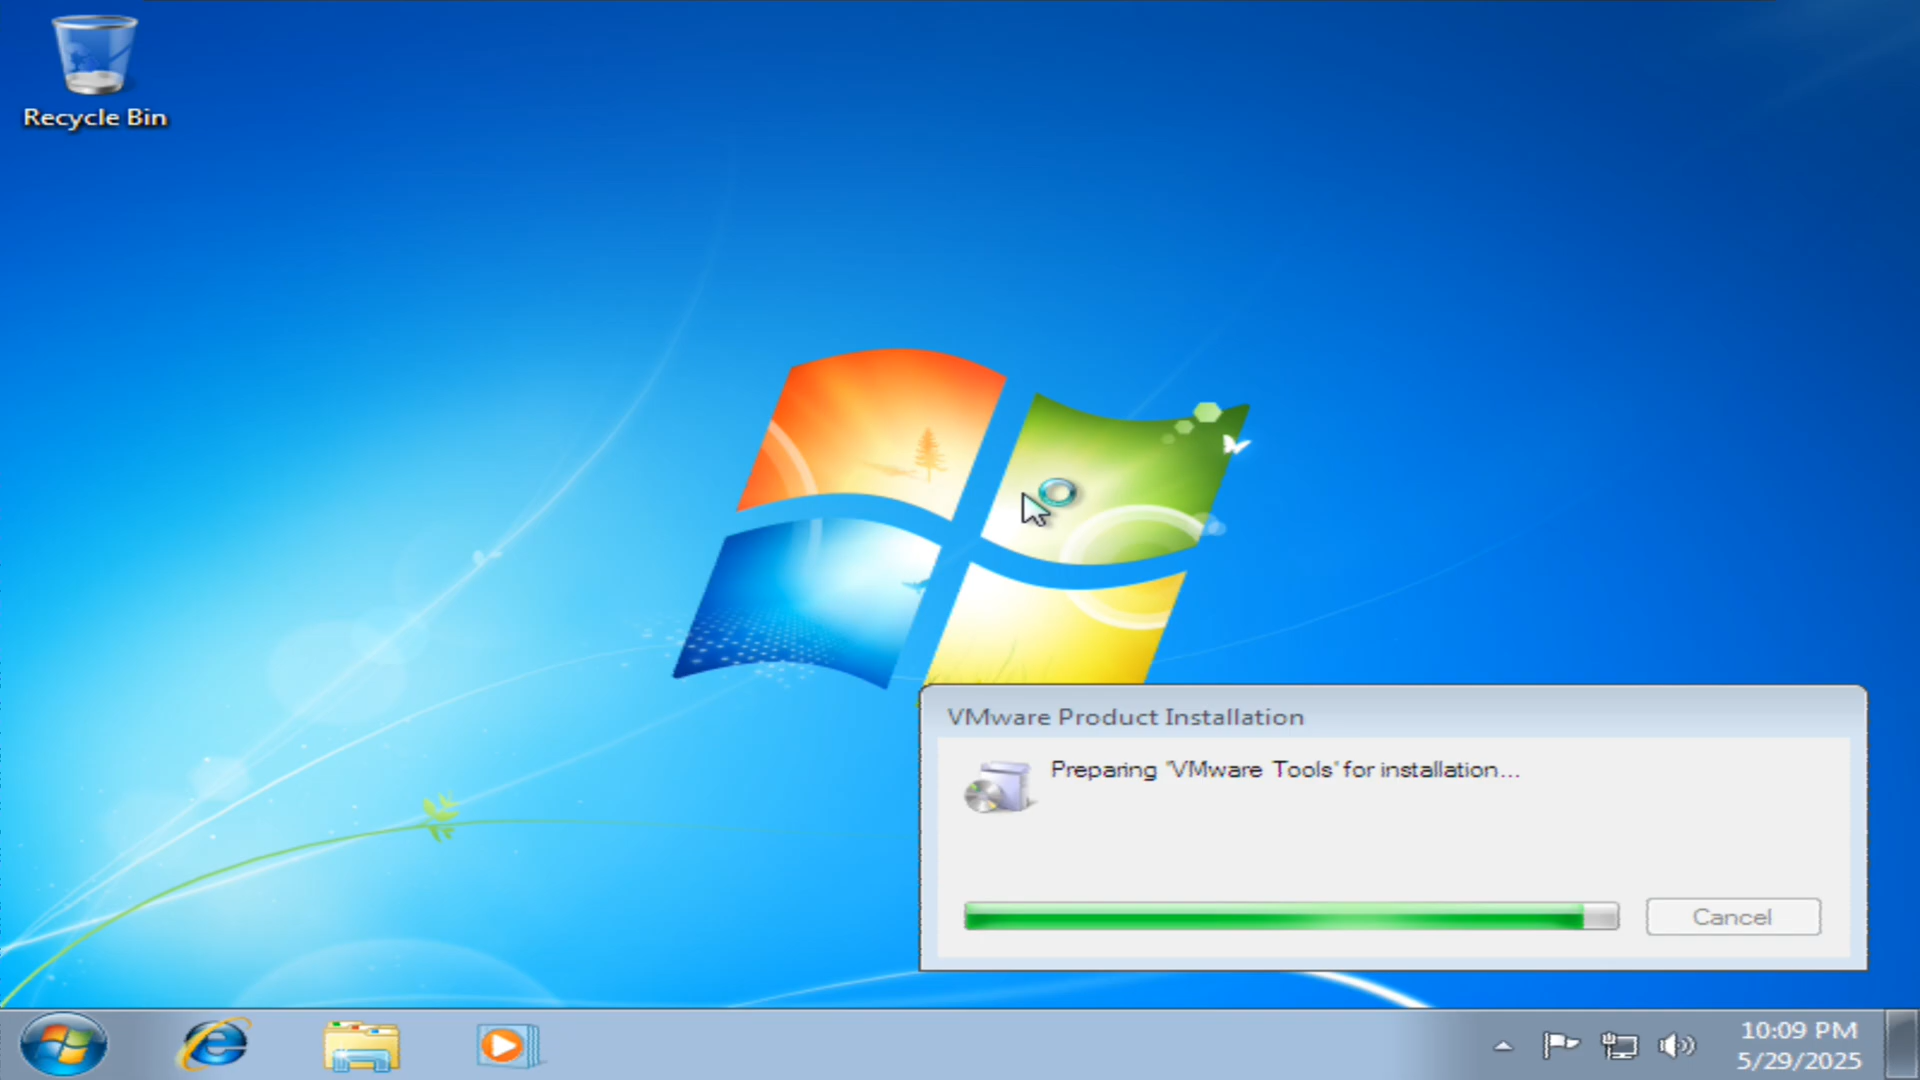 Recycle Bin
VMware Product Installation
Preparing 'VMware Tools' for installation...
Cancel
10:09 PM
5/29/2025